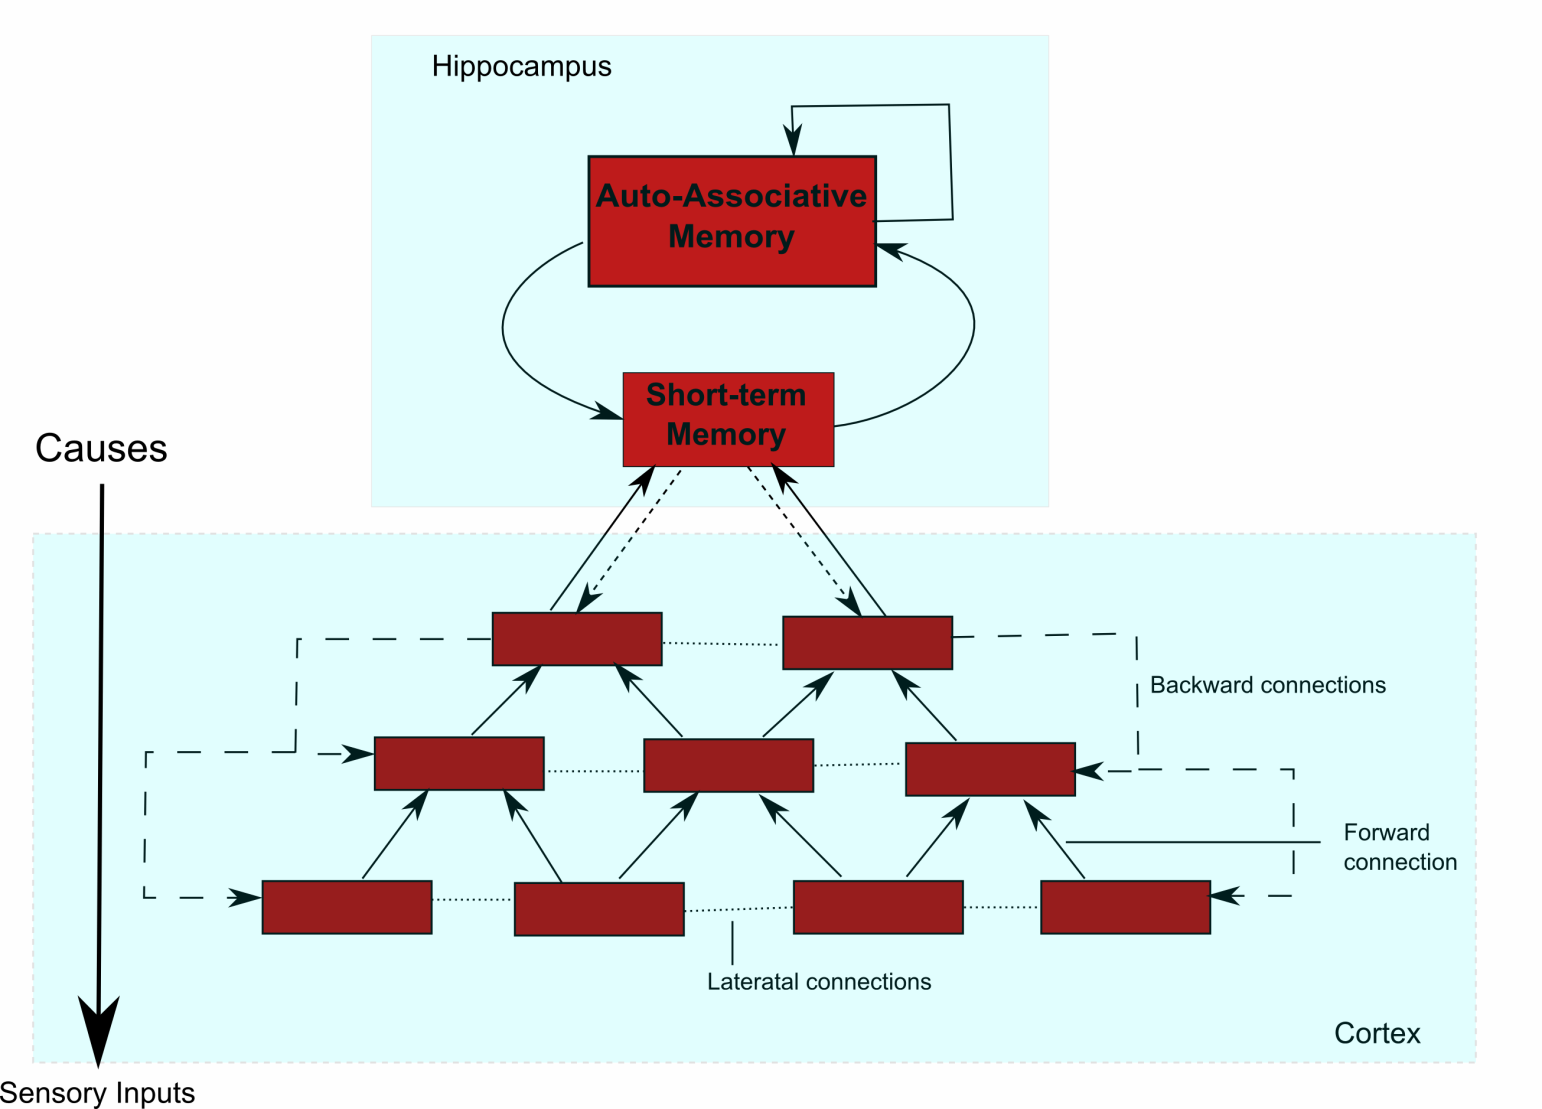 Hippocampus
Auto-Associative
Memory
Short-term
Memory
Causes
Backward connections
Forward
connection
Lateratal connections
Cortex
Sensory Inputs